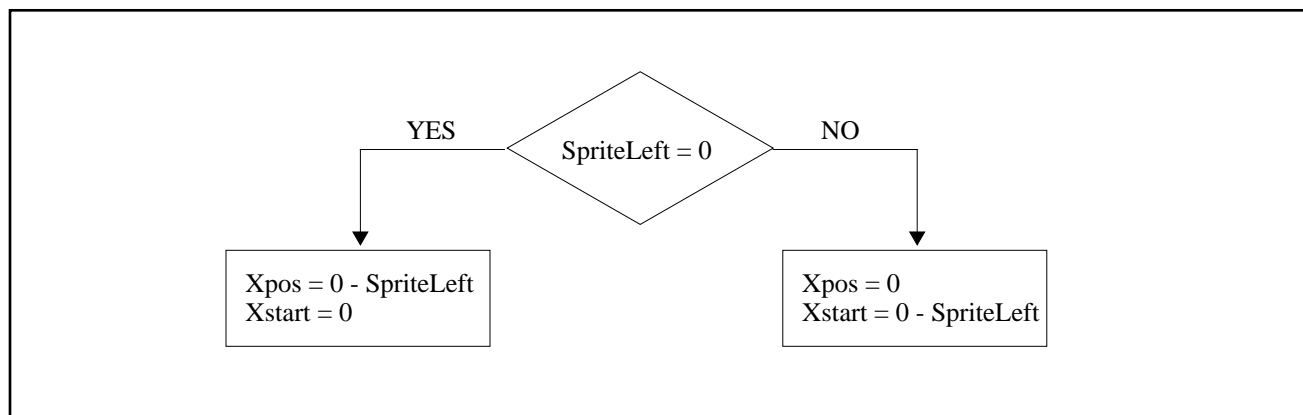 YES
NO
SpriteLeft = 0
Xpos = 0 - SpriteLeft
Xstart = 0
Xpos = 0
Xstart = 0 - SpriteLeft